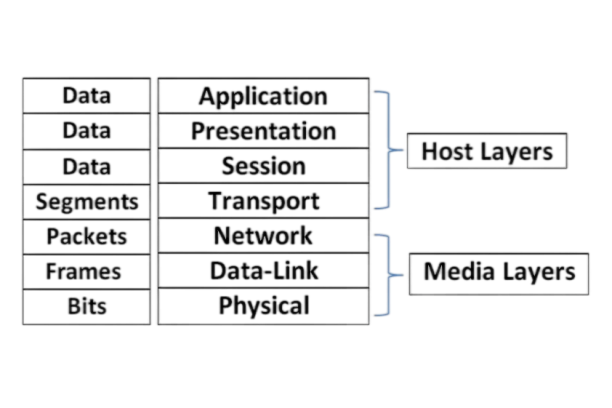 Data Application
Data Presentation
Data Session
Segments Transport
Packets Network
Frames Data-Link
Bits Physical
Host Layers
Media Layers